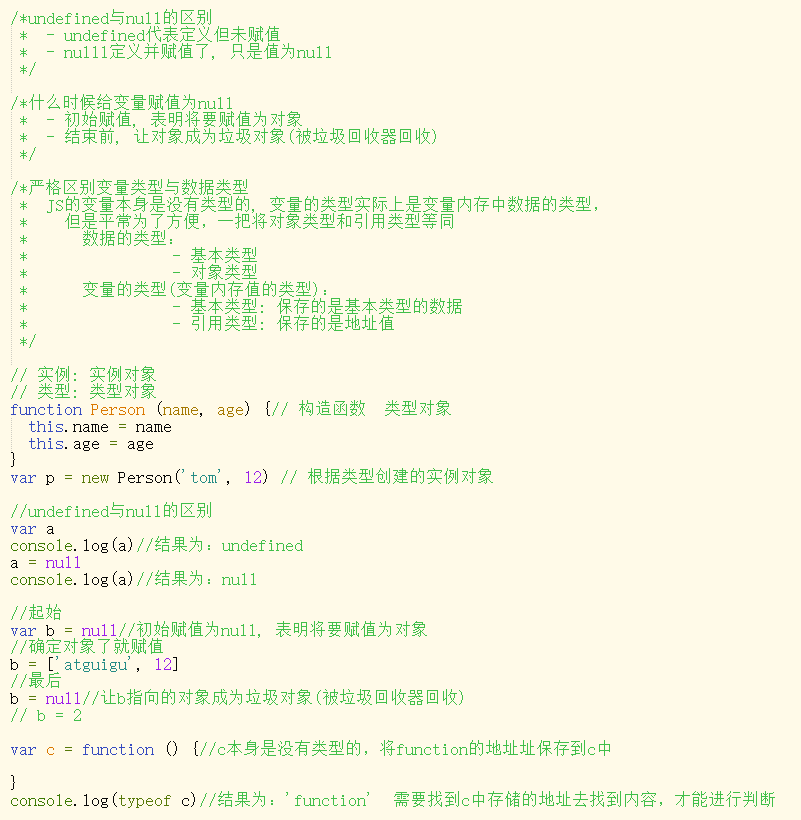 /*undefined与null的区别
 *  - undefined代表定义但未赋值
 *  - nulll定义并赋值了, 只是值为null
 */
/*什么时候给变量赋值为null
 *  - 初始赋值, 表明将要赋值为对象
 *  - 结束前, 让对象成为垃圾对象(被垃圾回收器回收)
 */
/*严格区别变量类型与数据类型
 *  JS的变量本身是没有类型的, 变量的类型实际上是变量内存中数据的类型，
 *    但是平常为了方便，一把将对象类型和引用类型等同
 *      数据的类型：
 *                - 基本类型
 *                - 对象类型
 *      变量的类型(变量内存值的类型)：
 *                - 基本类型: 保存的是基本类型的数据
 *                - 引用类型: 保存的是地址值
 */
// 实例: 实例对象
// 类型: 类型对象
function Person (name, age) {// 构造函数  类型对象
  this.name = name
  this.age = age
}
var p = new Person('tom', 12) // 根据类型创建的实例对象
//undefined与null的区别
var a
console.log(a)//结果为：undefined
a = null
console.log(a)//结果为：null
//起始
var b = null//初始赋值为null, 表明将要赋值为对象
//确定对象了就赋值
b = ['atguigu', 12]
//最后
b = null//让b指向的对象成为垃圾对象(被垃圾回收器回收)
// b = 2
var c = function () {//c本身是没有类型的，将function的地址址保存到c中
}
console.log(typeof c)//结果为：'function'  需要找到c中存储的地址去找到内容，才能进行判断